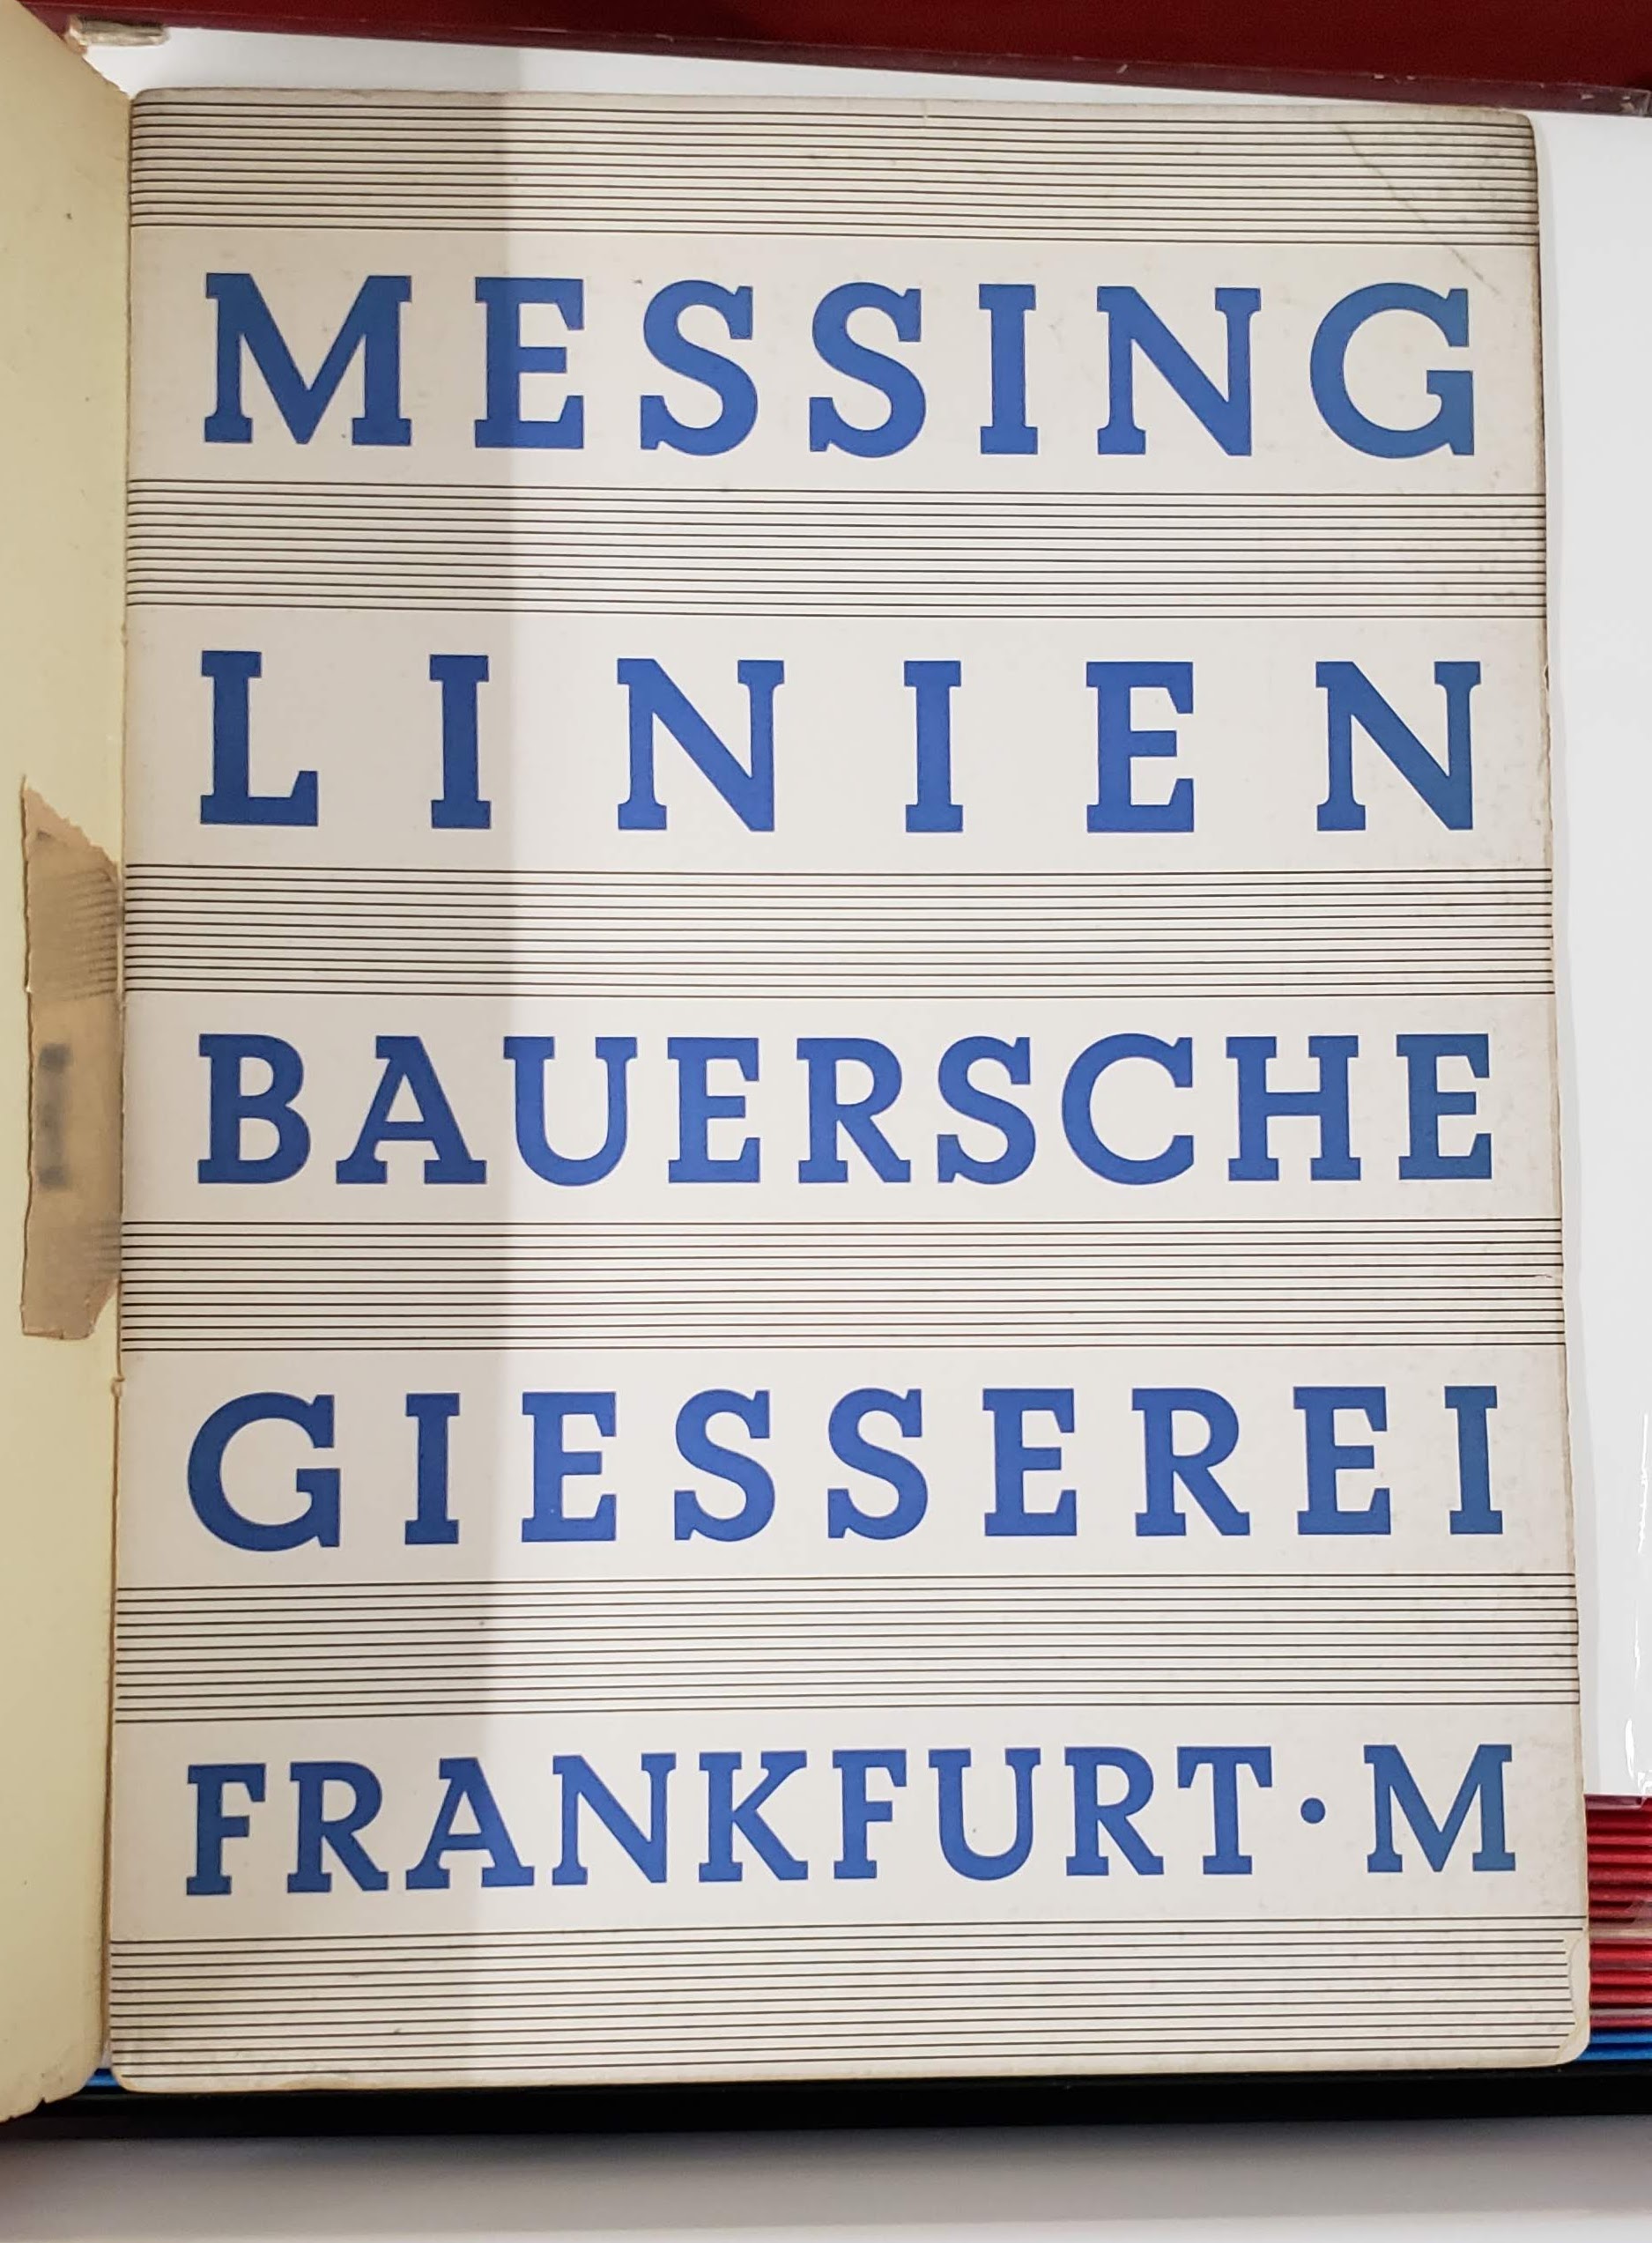 MESSING
LINIEN
BAUERSCHE
GIESSEREI
FRANKFURT·M